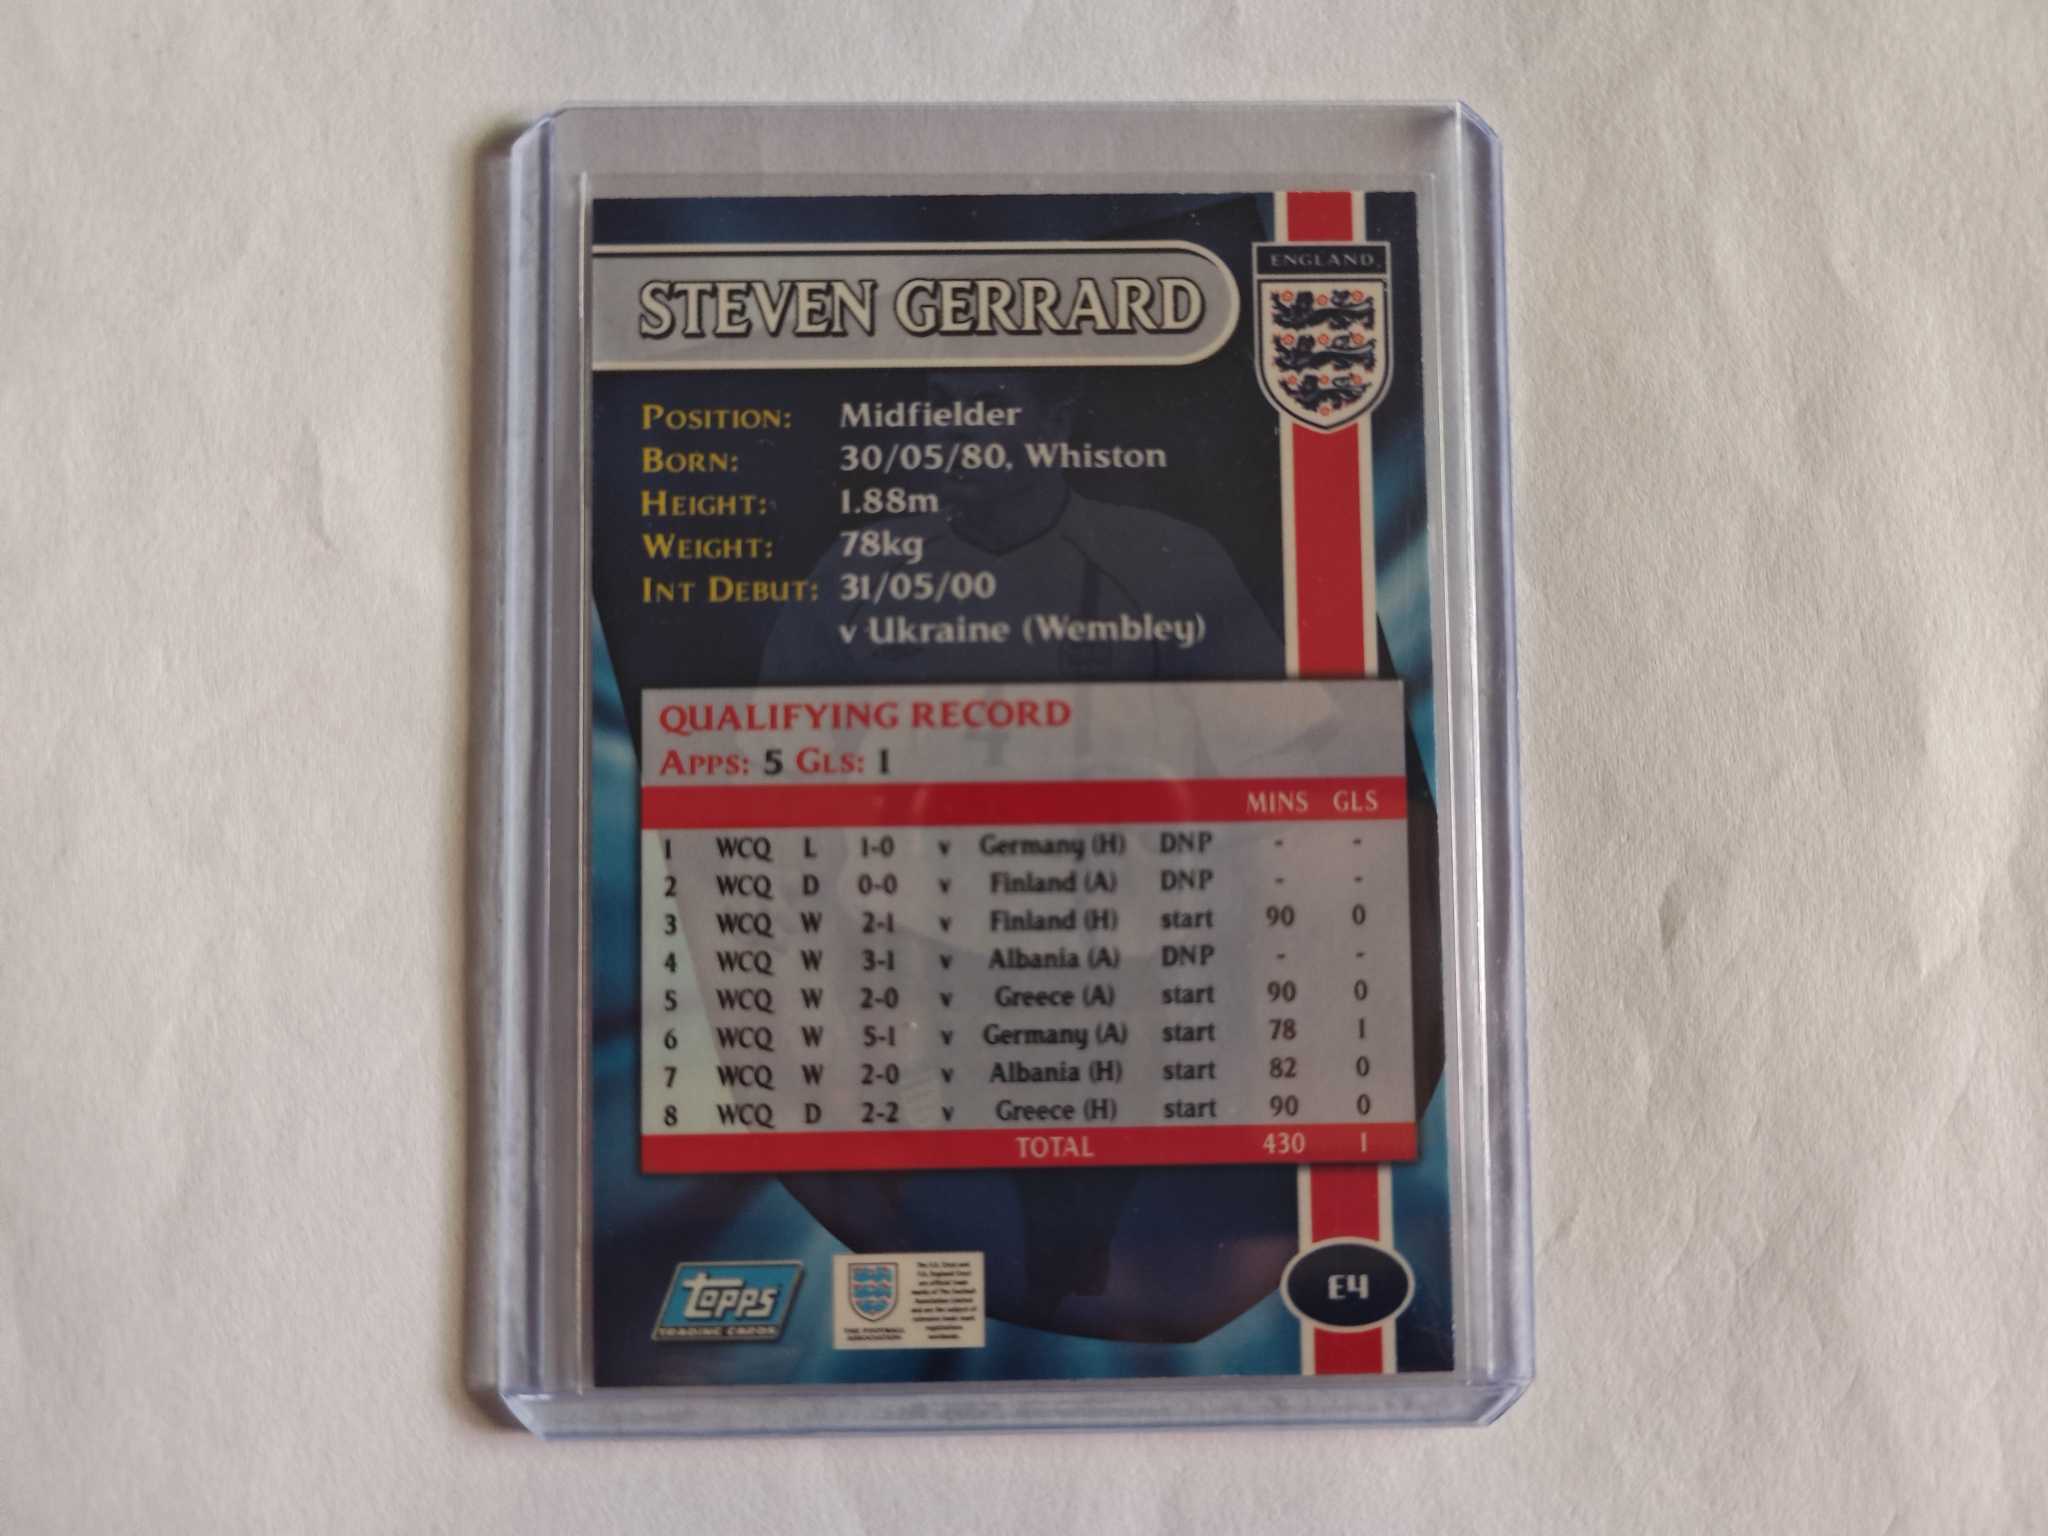 ENGLAND
STEVEN GERRARD
POSITION: Midfielder
BORN: 30/05/80, Whiston
HEIGHT: 1.88m
WEIGHT: 78kg
INT DEBUT: 31/05/00
v Ukraine (Wembley)
QUALIFYING RECORD
APPS: 5 GLS: 1
MINS GLS
1 WCQ L 1-0 v Germany (H) DNP - -
2 WCQ D 0-0 v Finland (A) DNP - -
3 WCQ W 2-1 v Finland (H) start 90 0
4 WCQ W 3-1 v Albania (A) DNP - -
5 WCQ W 2-0 v Greece (A) start 90 0
6 WCQ W 5-1 v Germany (A) start 78 1
7 WCQ W 2-0 v Albania (H) start 82 0
8 WCQ D 2-2 v Greece (H) start 90 0
TOTAL 430 1
E4
topps
TRADING CARDS
THE FOOTBALL
ASSOCIATION